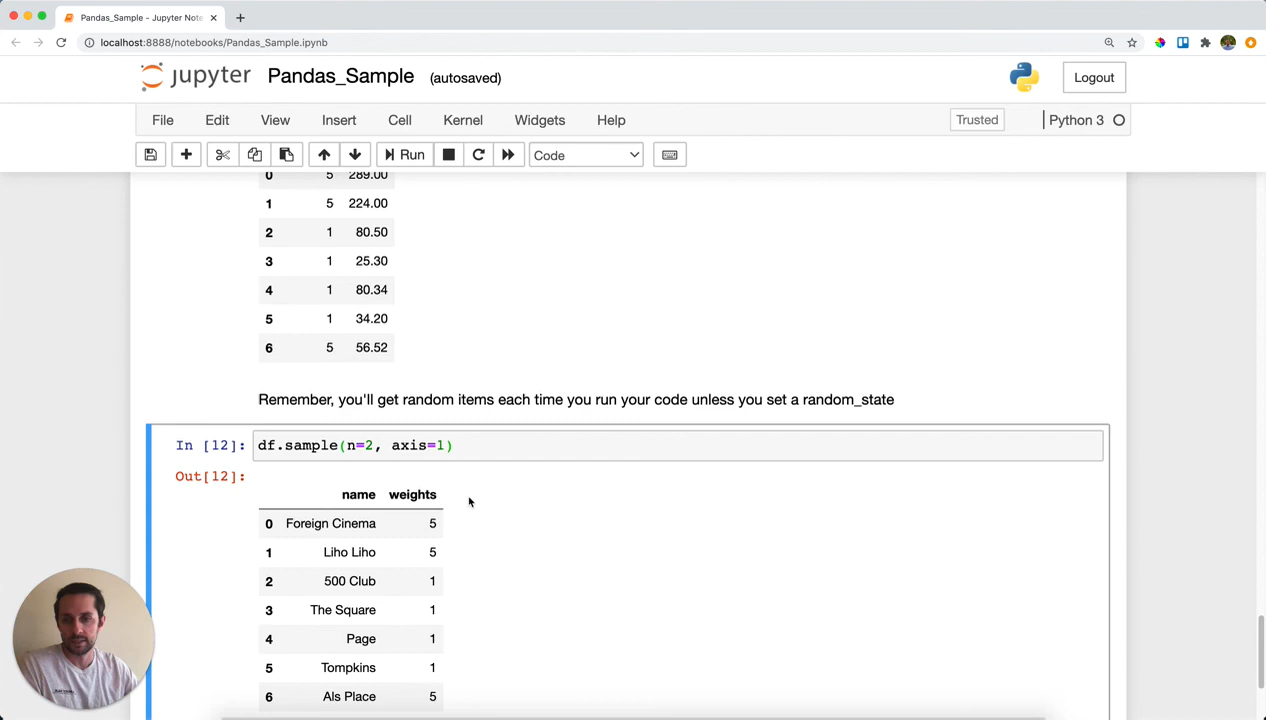 Pandas_Sample - Jupyter Note
localhost:8888/notebooks/Pandas_Sample.ipynb
jupyter Pandas_Sample (autosaved)
Logout
File Edit View Insert Cell Kernel Widgets Help Trusted Python 3
Run Code
0 5 289.00
1 5 224.00
2 1 80.50
3 1 25.30
4 1 80.34
5 1 34.20
6 5 56.52
Remember, you'll get random items each time you run your code unless you set a random_state
In [12]: df.sample(n=2, axis=1)
Out[12]:
name weights
0 Foreign Cinema 5
1 Liho Liho 5
2 500 Club 1
3 The Square 1
4 Page 1
5 Tompkins 1
6 Als Place 5